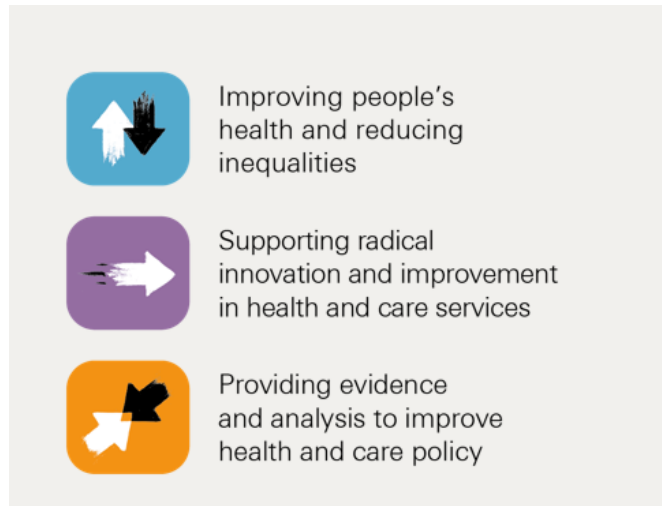 Improving people’s
health and reducing
inequalities
Supporting radical
innovation and improvement
in health and care services
Providing evidence
and analysis to improve
health and care policy